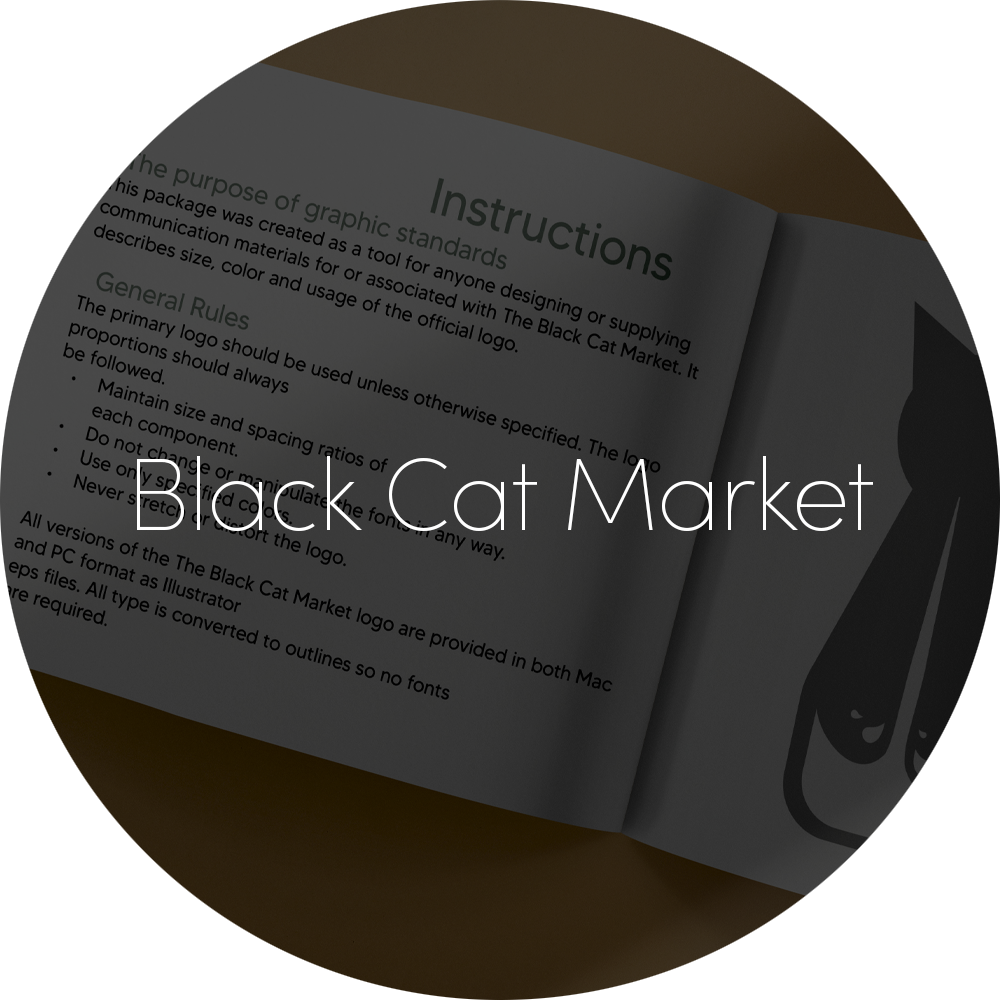 Instructions
The purpose of graphic standards
This package was created as a tool for anyone designing or supplying
communication materials for or associated with The Black Cat Market. It
describes size, color and usage of the official logo.
General Rules
The primary logo should be used unless otherwise specified. The logo
proportions should always
be followed.
• Maintain size and spacing ratios of
each component.
• Do not change or manipulate the fonts in any way.
• Use only specified colors.
• Never stretch or distort the logo.
Black Cat Market
All versions of the The Black Cat Market logo are provided in both Mac
and PC format as Illustrator
eps files. All type is converted to outlines so no fonts
are required.